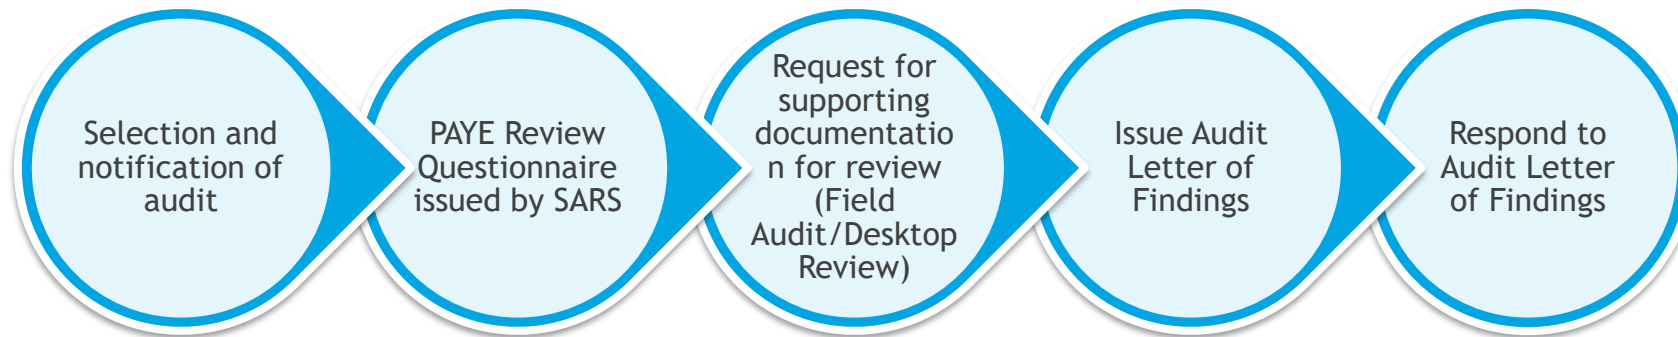 Selection and
notification of
audit
PAYE Review
Questionnaire
issued by SARS
Request for
supporting
documentatio
n for review
(Field
Audit/Desktop
Review)
Issue Audit
Letter of
Findings
Respond to
Audit Letter
of Findings